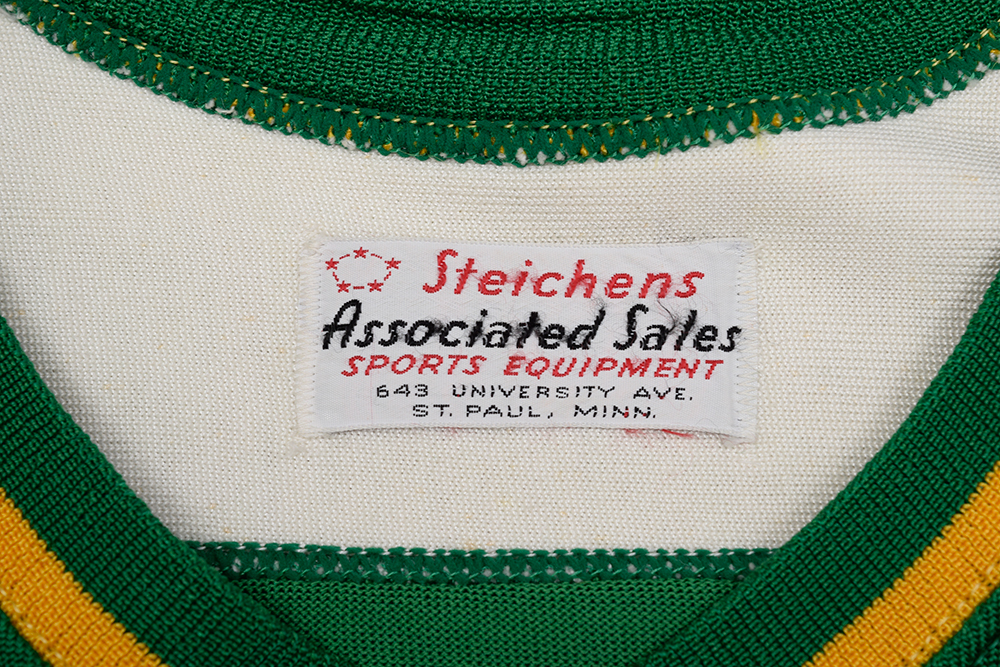 Steichens
Associated Sales
SPORTS EQUIPMENT
643 UNIVERSITY AVE.
ST. PAUL, MINN.